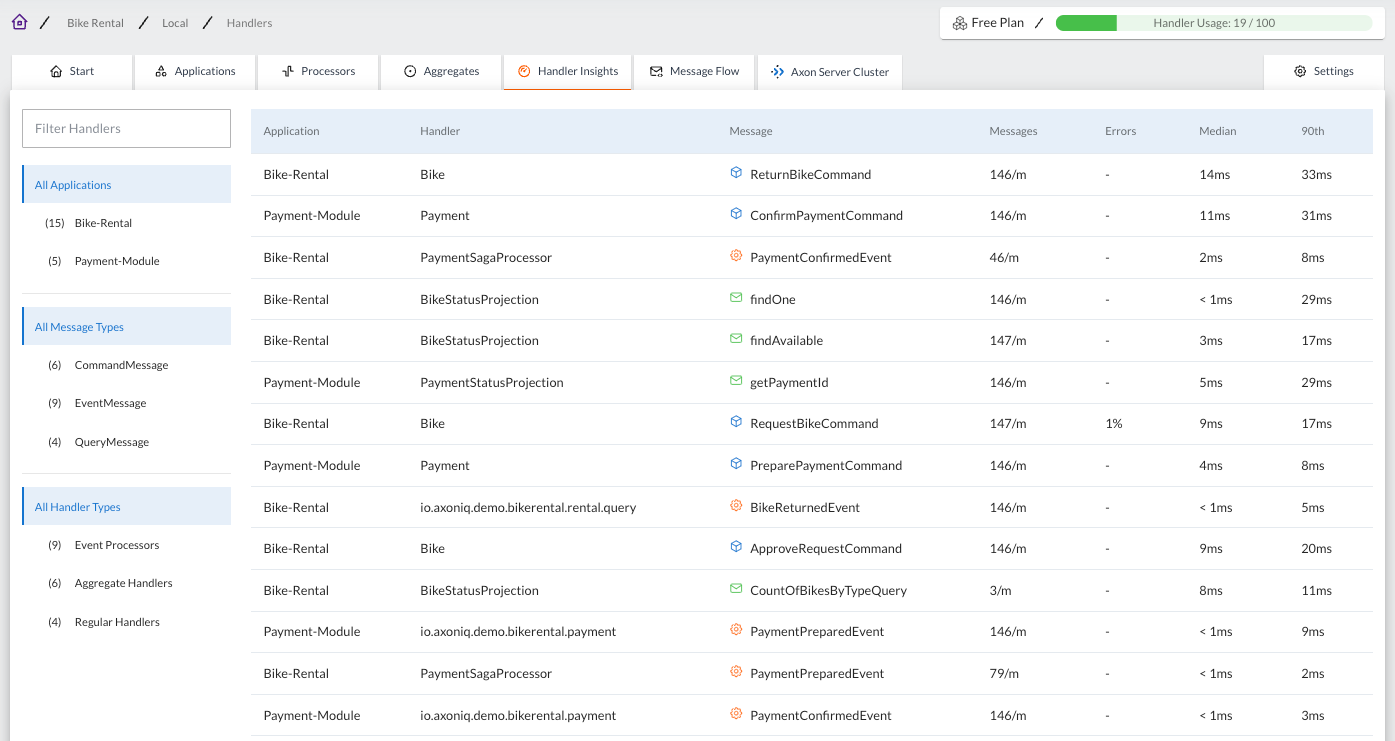 Bike Rental / Local / Handlers
Free Plan / Handler Usage: 19 / 100
Start Applications Processors Aggregates Handler Insights Message Flow Axon Server Cluster Settings
Filter Handlers
All Applications
(15) Bike-Rental
(5) Payment-Module
All Message Types
(6) CommandMessage
(9) EventMessage
(4) QueryMessage
All Handler Types
(9) Event Processors
(6) Aggregate Handlers
(4) Regular Handlers
Application Handler Message Messages Errors Median 90th
Bike-Rental Bike ReturnBikeCommand 146/m - 14ms 33ms
Payment-Module Payment ConfirmPaymentCommand 146/m - 11ms 31ms
Bike-Rental PaymentSagaProcessor PaymentConfirmedEvent 46/m - 2ms 8ms
Bike-Rental BikeStatusProjection findOne 146/m - < 1ms 29ms
Bike-Rental BikeStatusProjection findAvailable 147/m - 3ms 17ms
Payment-Module PaymentStatusProjection getPaymentId 146/m - 5ms 29ms
Bike-Rental Bike RequestBikeCommand 147/m 1% 9ms 17ms
Payment-Module Payment PreparePaymentCommand 146/m - 4ms 8ms
Bike-Rental io.axoniq.demo.bikerental.rental.query BikeReturnedEvent 146/m - < 1ms 5ms
Bike-Rental Bike ApproveRequestCommand 146/m - 9ms 20ms
Bike-Rental BikeStatusProjection CountOfBikesByTypeQuery 3/m - 8ms 11ms
Payment-Module io.axoniq.demo.bikerental.payment PaymentPreparedEvent 146/m - < 1ms 9ms
Bike-Rental PaymentSagaProcessor PaymentPreparedEvent 79/m - < 1ms 2ms
Payment-Module io.axoniq.demo.bikerental.payment PaymentConfirmedEvent 146/m - < 1ms 3ms